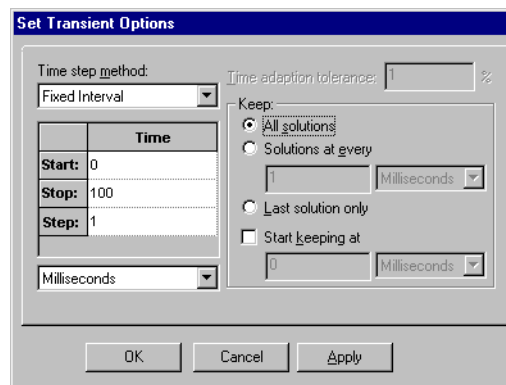 Set Transient Options
Time step method:
Fixed Interval
Time
Start: 0
Stop: 100
Step: 1
Milliseconds
Time adaption tolerance: 1 %
Keep:
All solutions
Solutions at every
1 Milliseconds
Last solution only
Start keeping at
0 Milliseconds
OK Cancel Apply